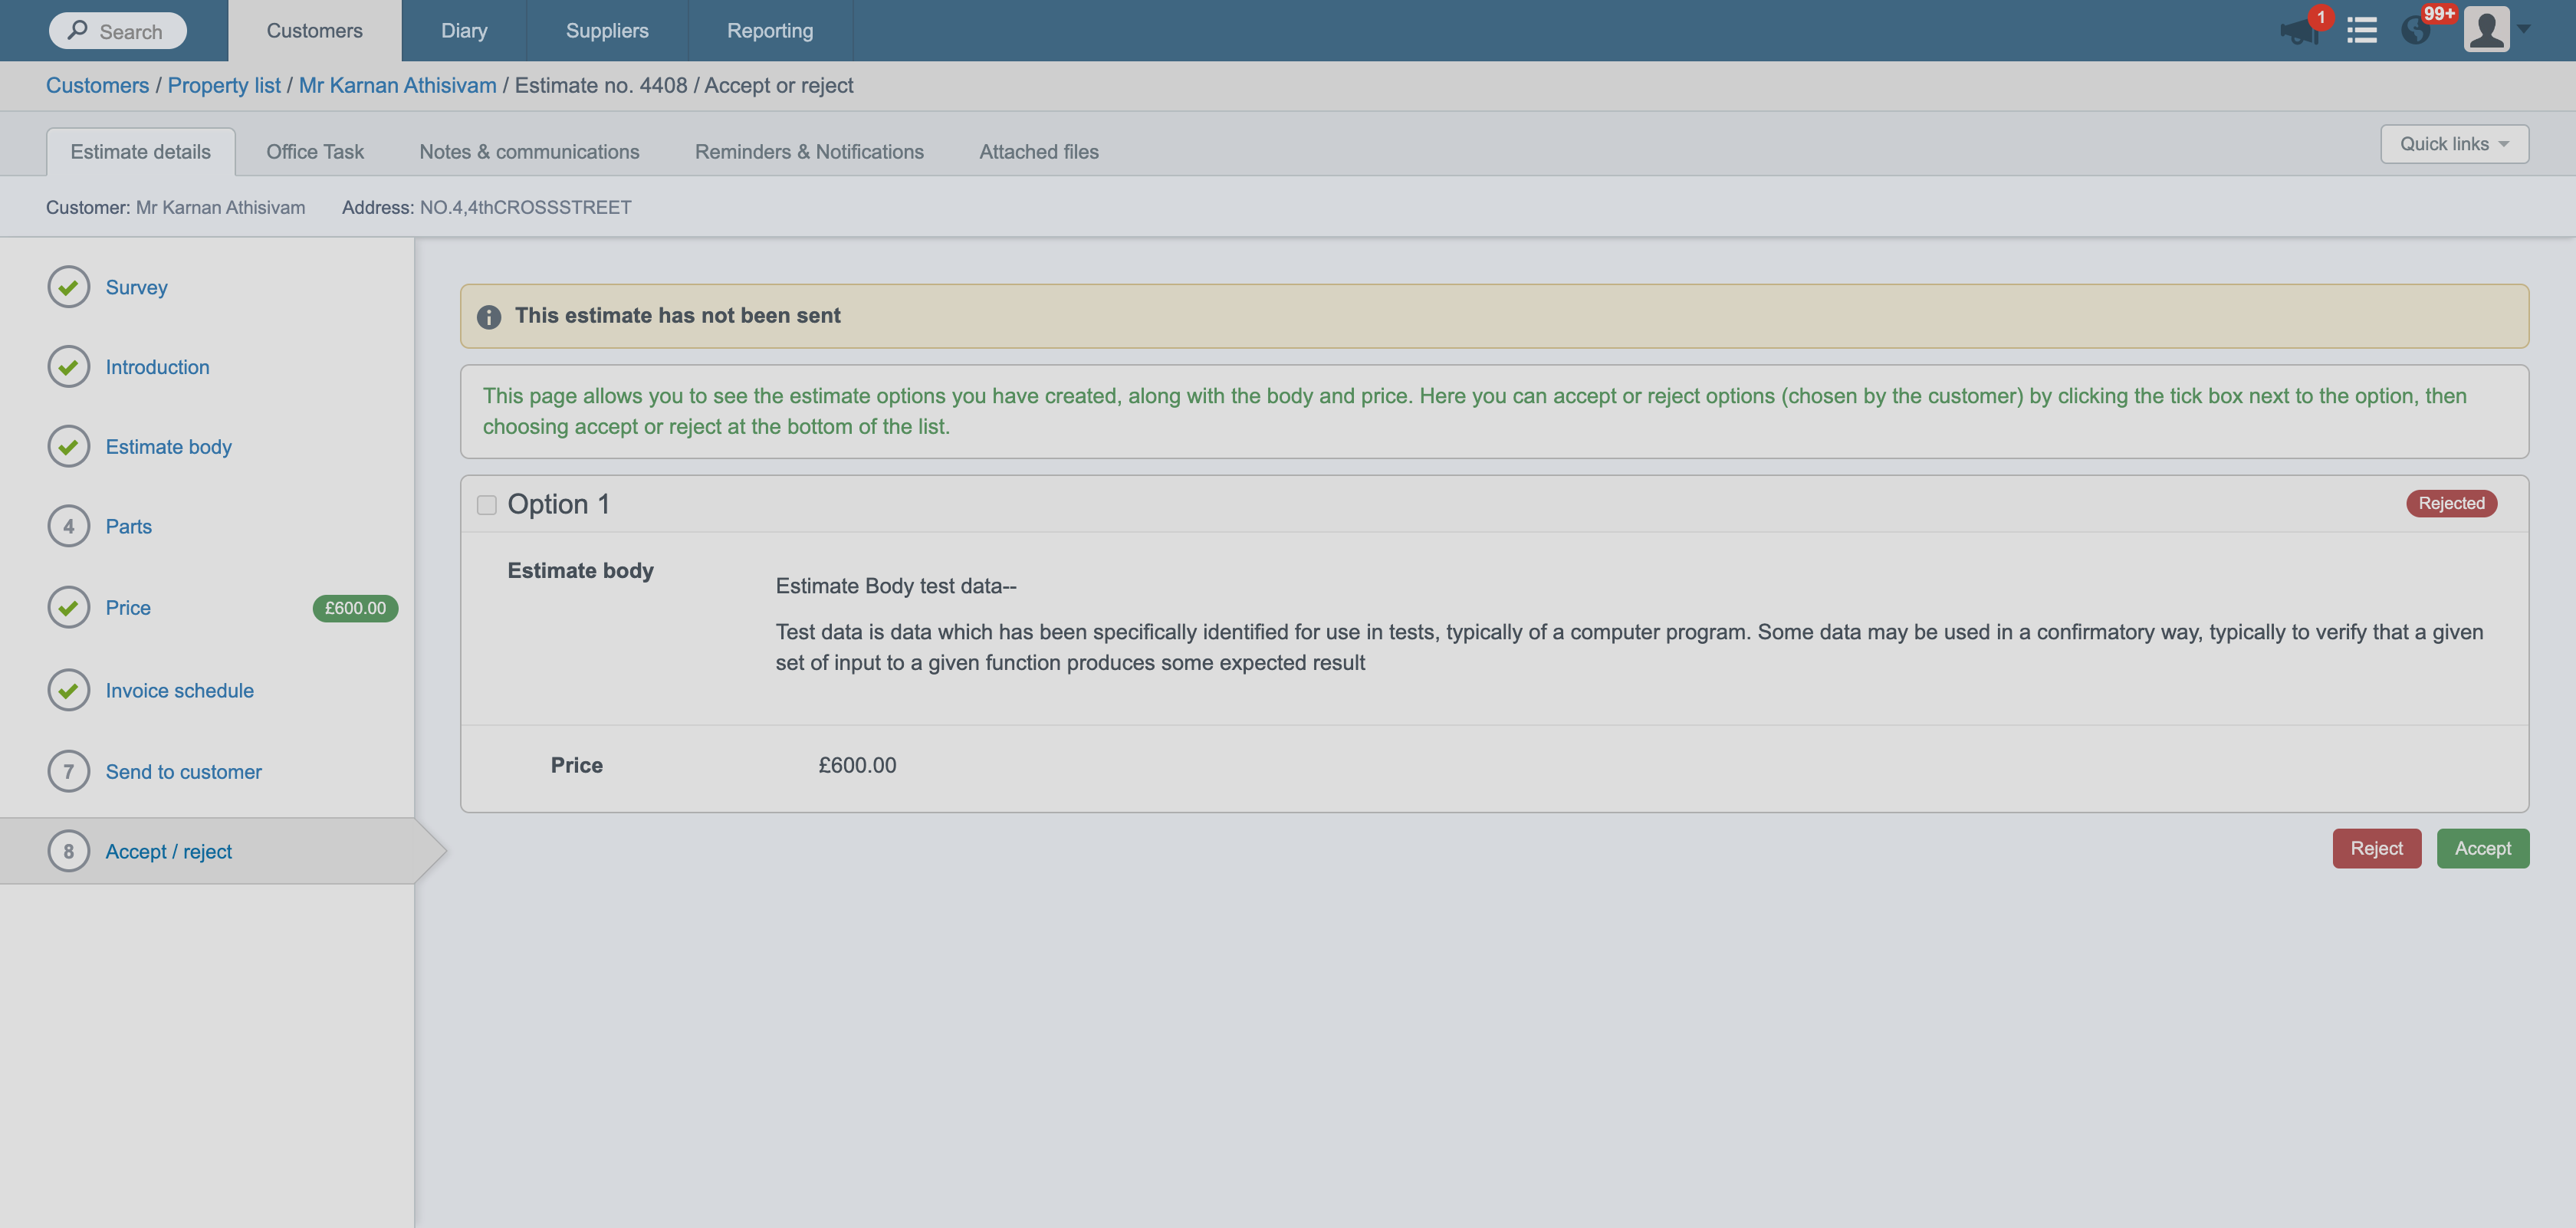 Search
Customers
Diary
Suppliers
Reporting
1
99+
Customers / Property list / Mr Karnan Athisivam / Estimate no. 4408 / Accept or reject
Estimate details
Office Task
Notes & communications
Reminders & Notifications
Attached files
Quick links
Customer: Mr Karnan Athisivam
Address: NO.4,4thCROSSSTREET
Survey
Introduction
Estimate body
4 Parts
Price £600.00
Invoice schedule
7 Send to customer
8 Accept / reject
This estimate has not been sent
This page allows you to see the estimate options you have created, along with the body and price. Here you can accept or reject options (chosen by the customer) by clicking the tick box next to the option, then
choosing accept or reject at the bottom of the list.
Option 1
Rejected
Estimate body
Estimate Body test data--
Test data is data which has been specifically identified for use in tests, typically of a computer program. Some data may be used in a confirmatory way, typically to verify that a given
set of input to a given function produces some expected result
Price £600.00
Reject
Accept